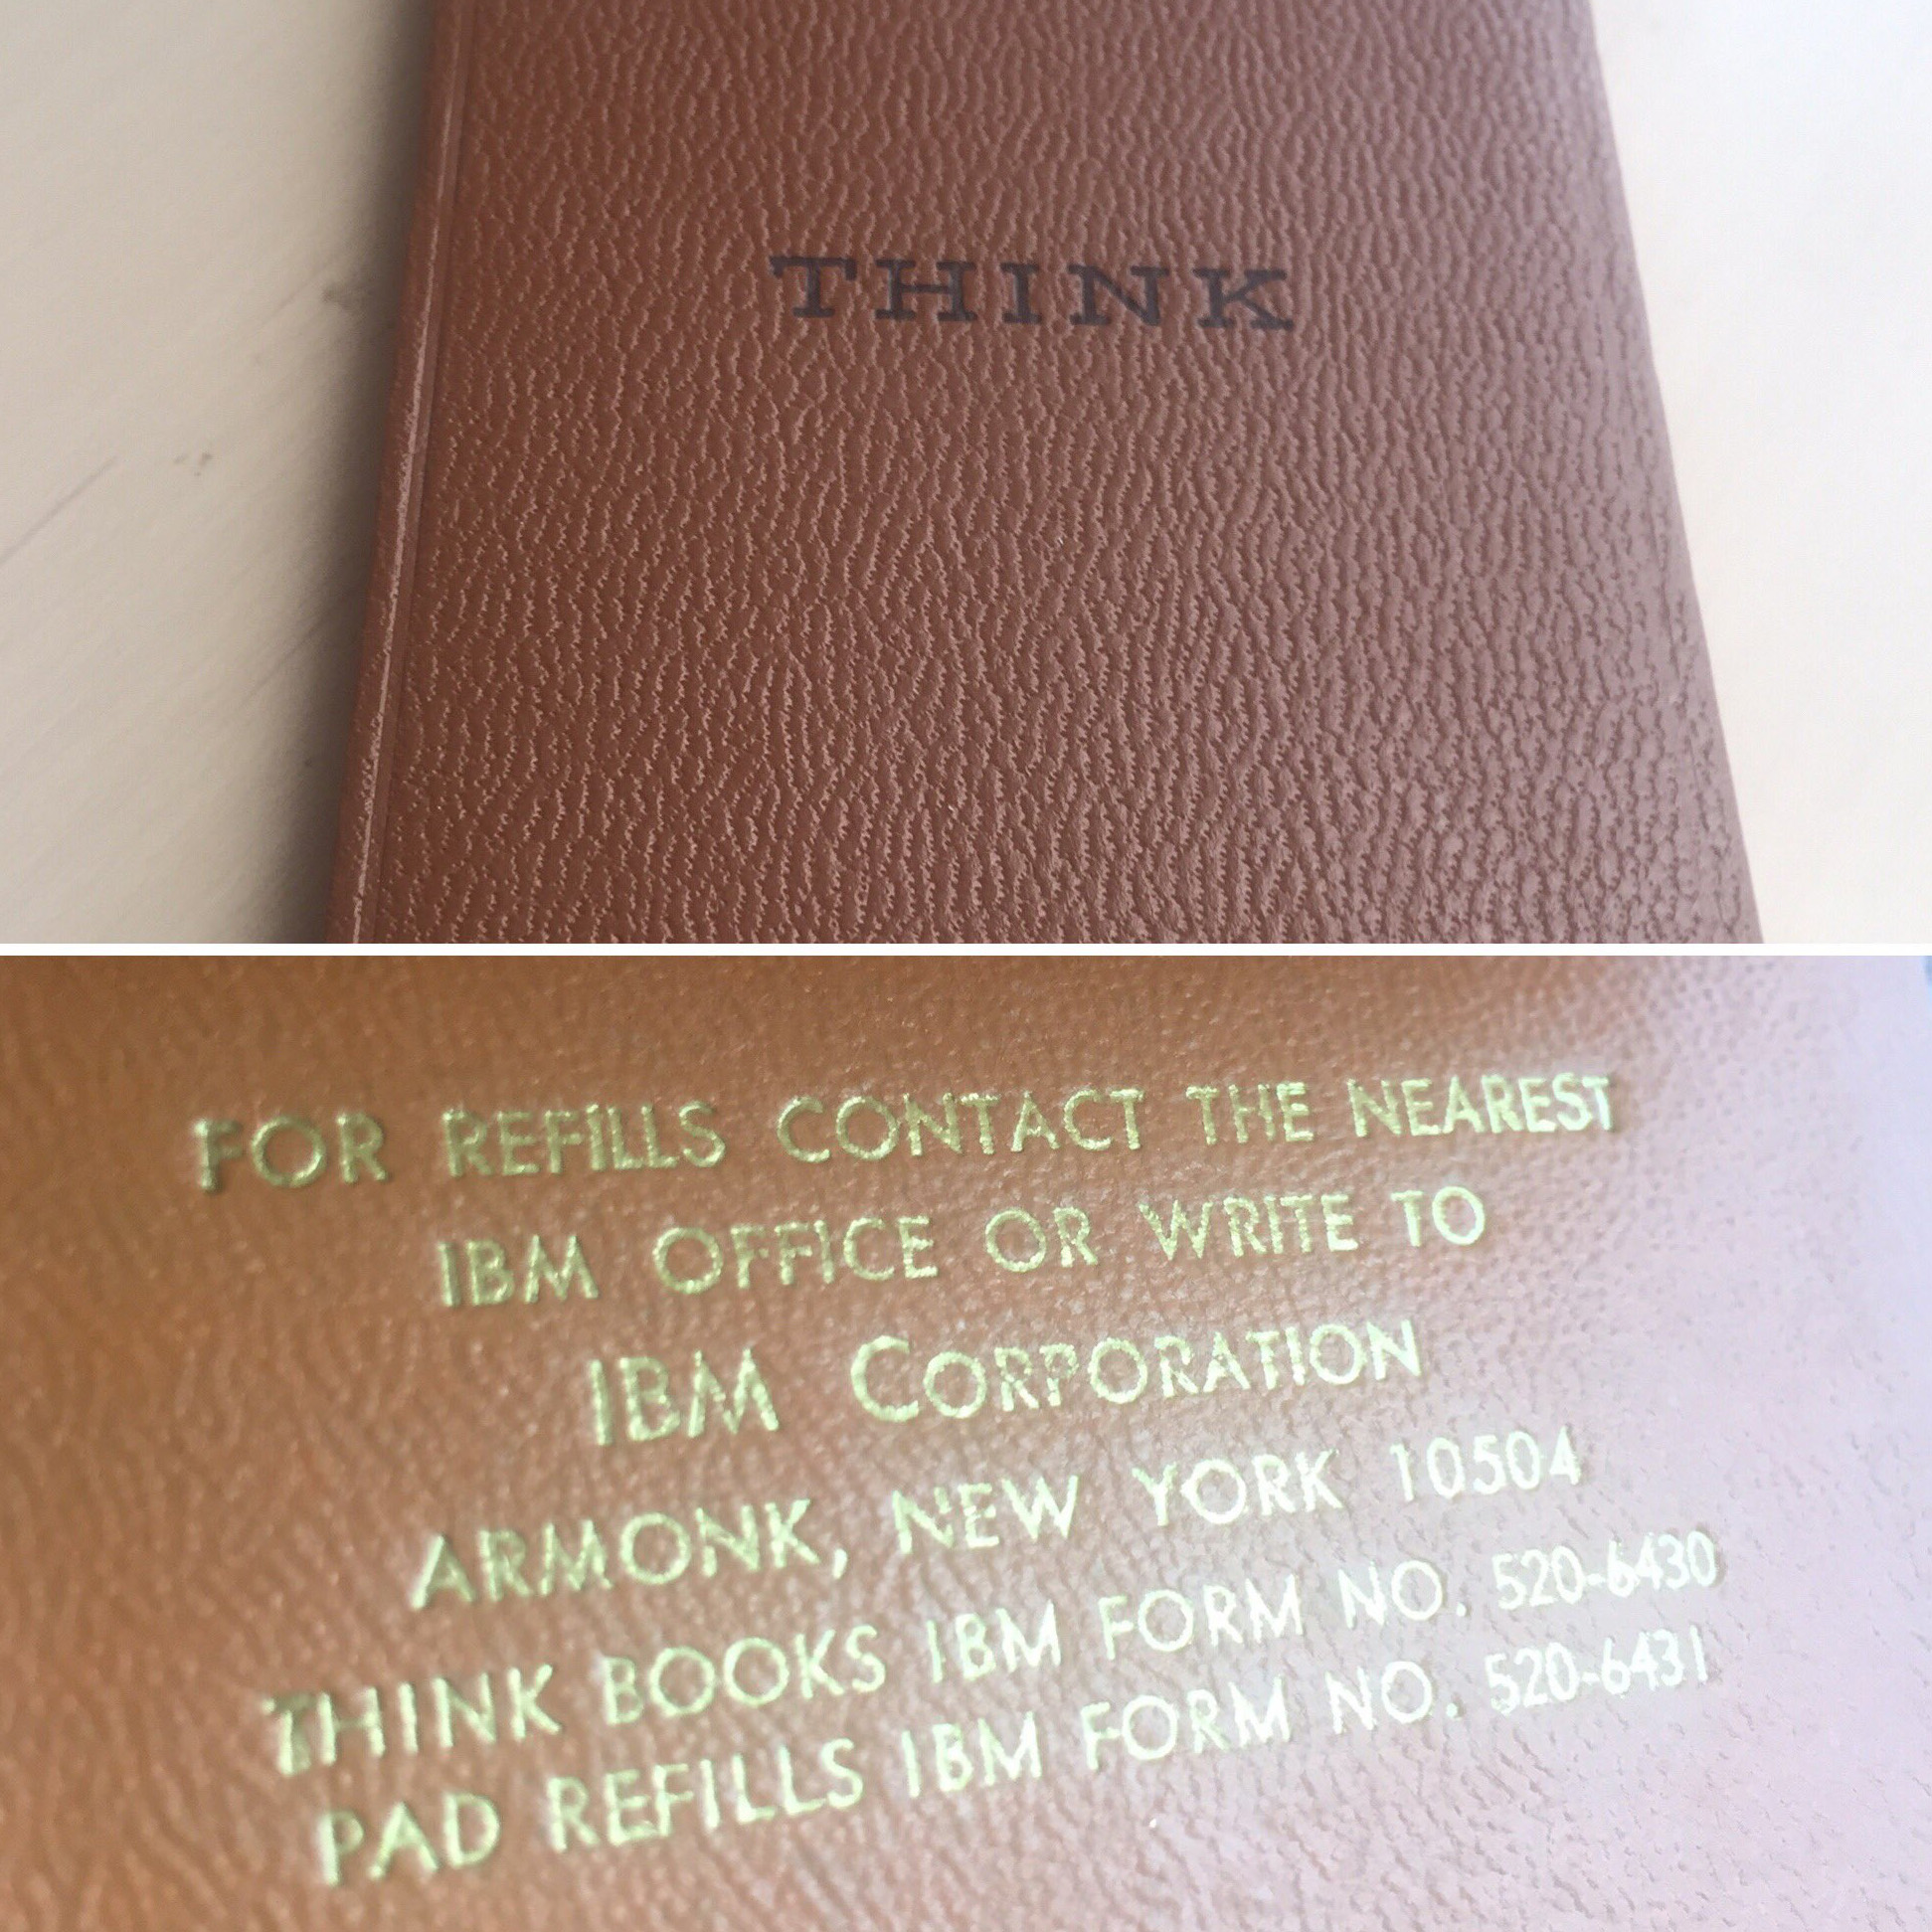 THINK
FOR REFILLS CONTACT THE NEAREST
IBM OFFICE OR WRITE TO
IBM CORPORATION
ARMONK, NEW YORK 10504
THINK BOOKS IBM FORM NO. 520-6430
PAD REFILLS IBM FORM NO. 520-6431